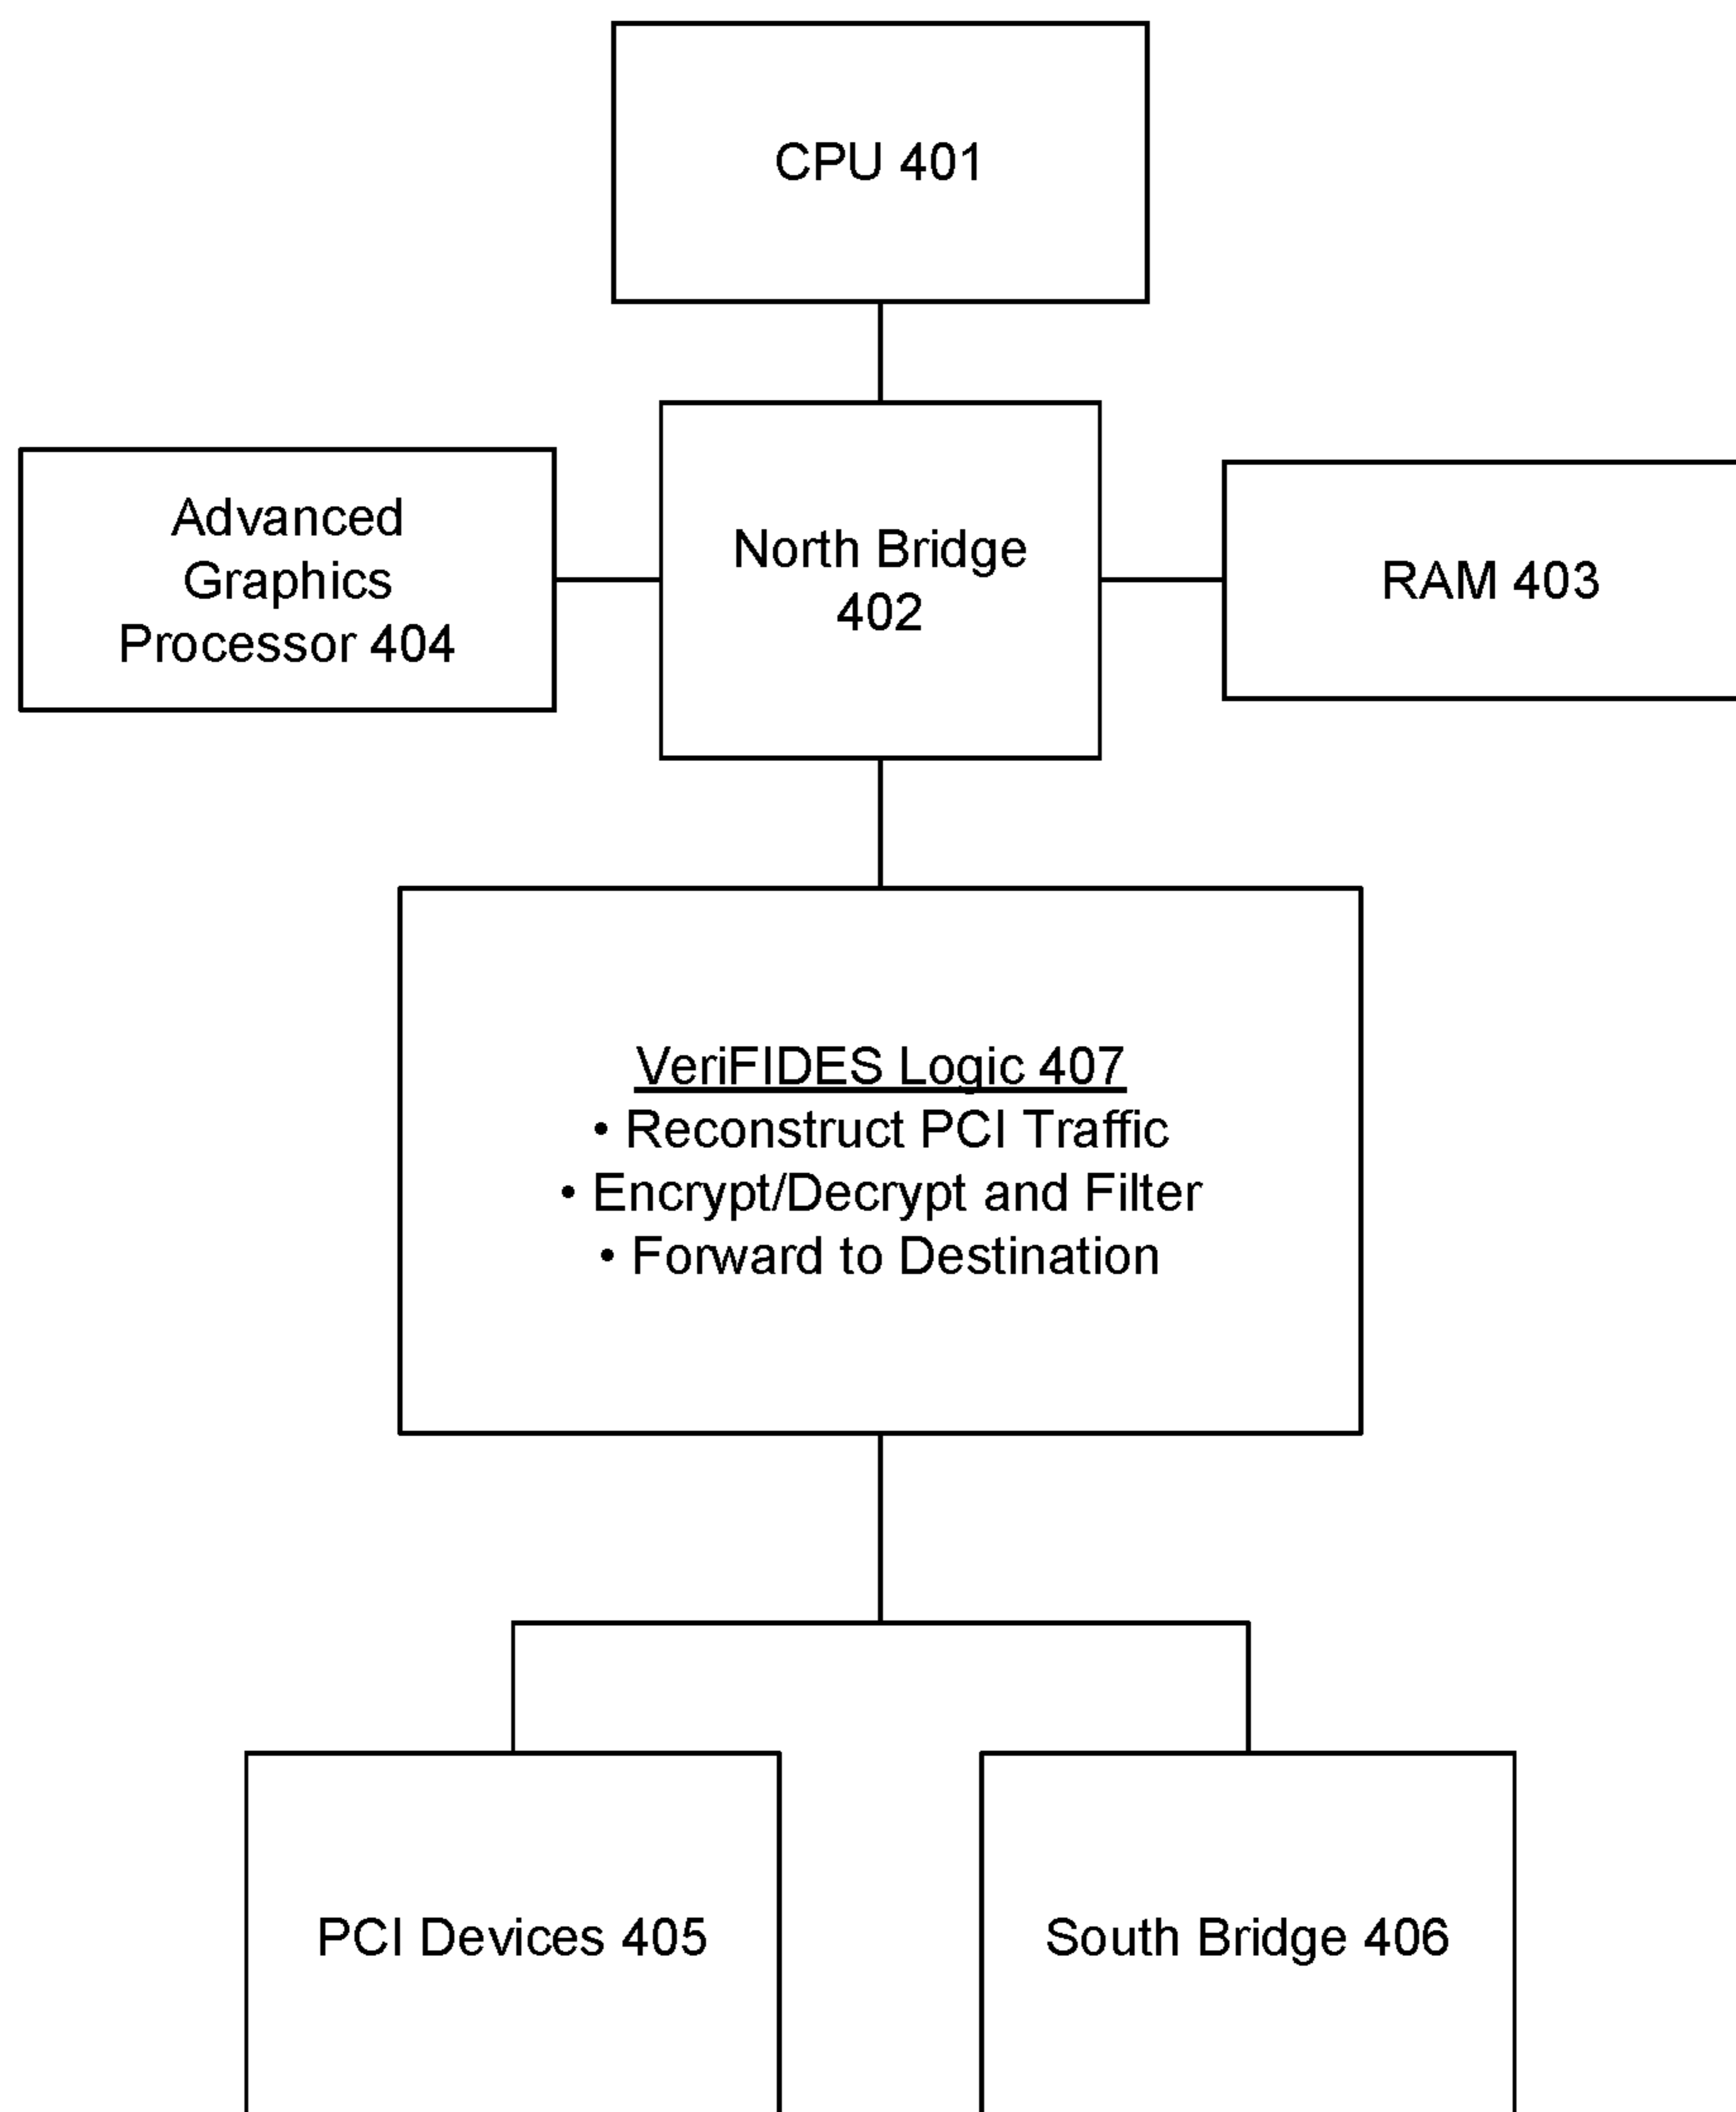 CPU 401
Advanced
Graphics
Processor 404
North Bridge
402
RAM 403
VeriFIDES Logic 407
• Reconstruct PCI Traffic
• Encrypt/Decrypt and Filter
• Forward to Destination
PCI Devices 405
South Bridge 406